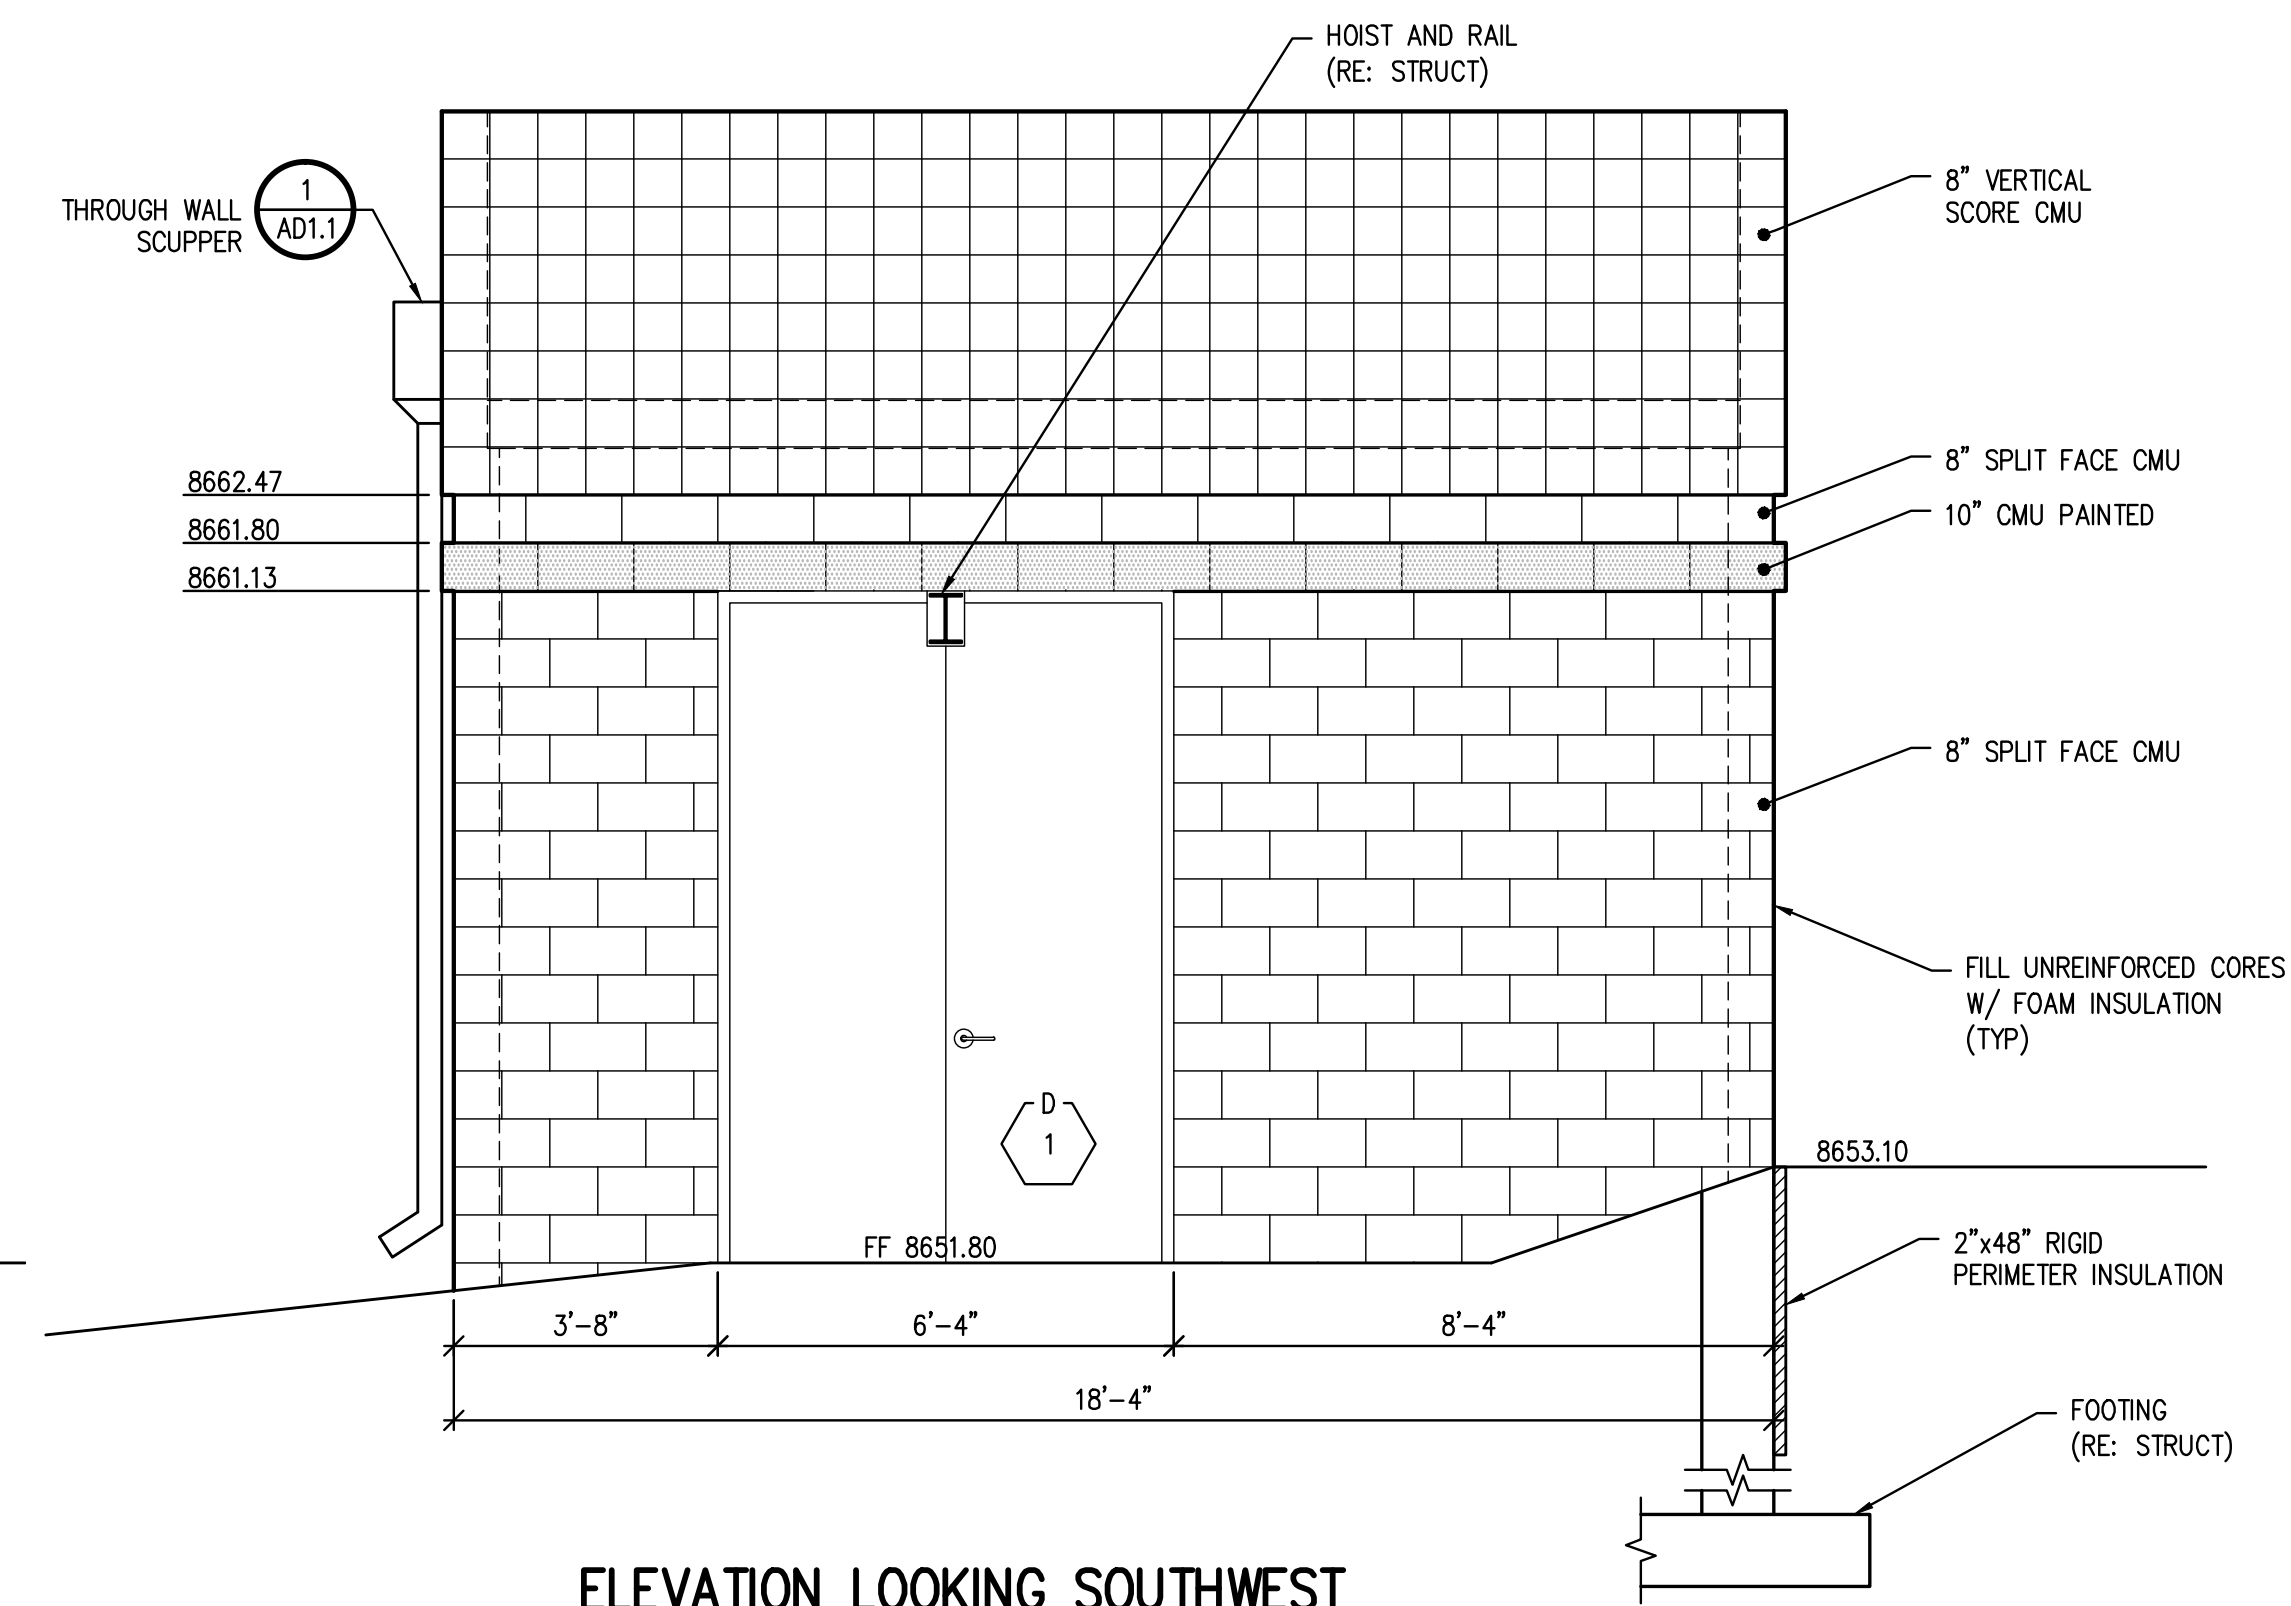 HOIST AND RAIL
(RE: STRUCT)
THROUGH WALL
SCUPPER
1
AD1.1
8" VERTICAL
SCORE CMU
8662.47
8" SPLIT FACE CMU
8661.80
10" CMU PAINTED
8661.13
8" SPLIT FACE CMU
FILL UNREINFORCED CORES
W/ FOAM INSULATION
(TYP)
D
1
8653.10
FF 8651.80
2"x48" RIGID
PERIMETER INSULATION
3'-8"
6'-4"
8'-4"
18'-4"
FOOTING
(RE: STRUCT)
ELEVATION LOOKING SOUTHWEST